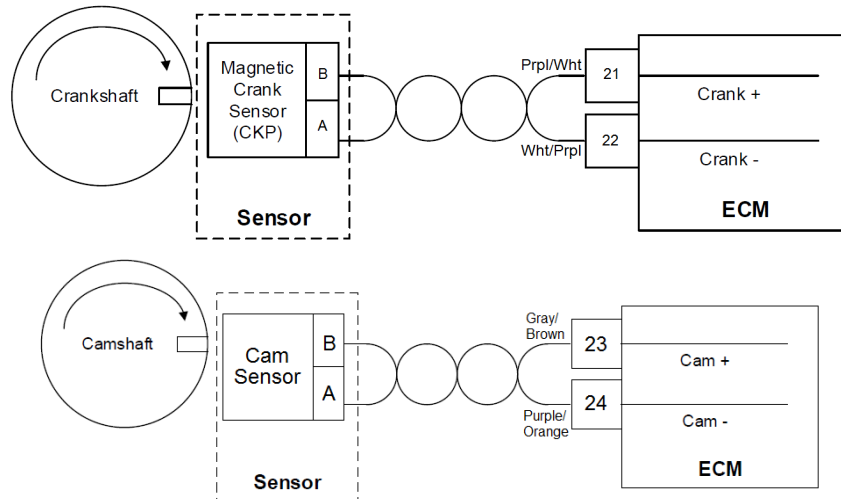 Crankshaft
Magnetic
Crank
Sensor
(CKP)
B
A
Sensor
Prpl/Wht
Wht/Prpl
21
22
Crank +
Crank -
ECM
Camshaft
Cam
Sensor
B
A
Sensor
Gray/
Brown
Purple/
Orange
23
24
Cam +
Cam -
ECM